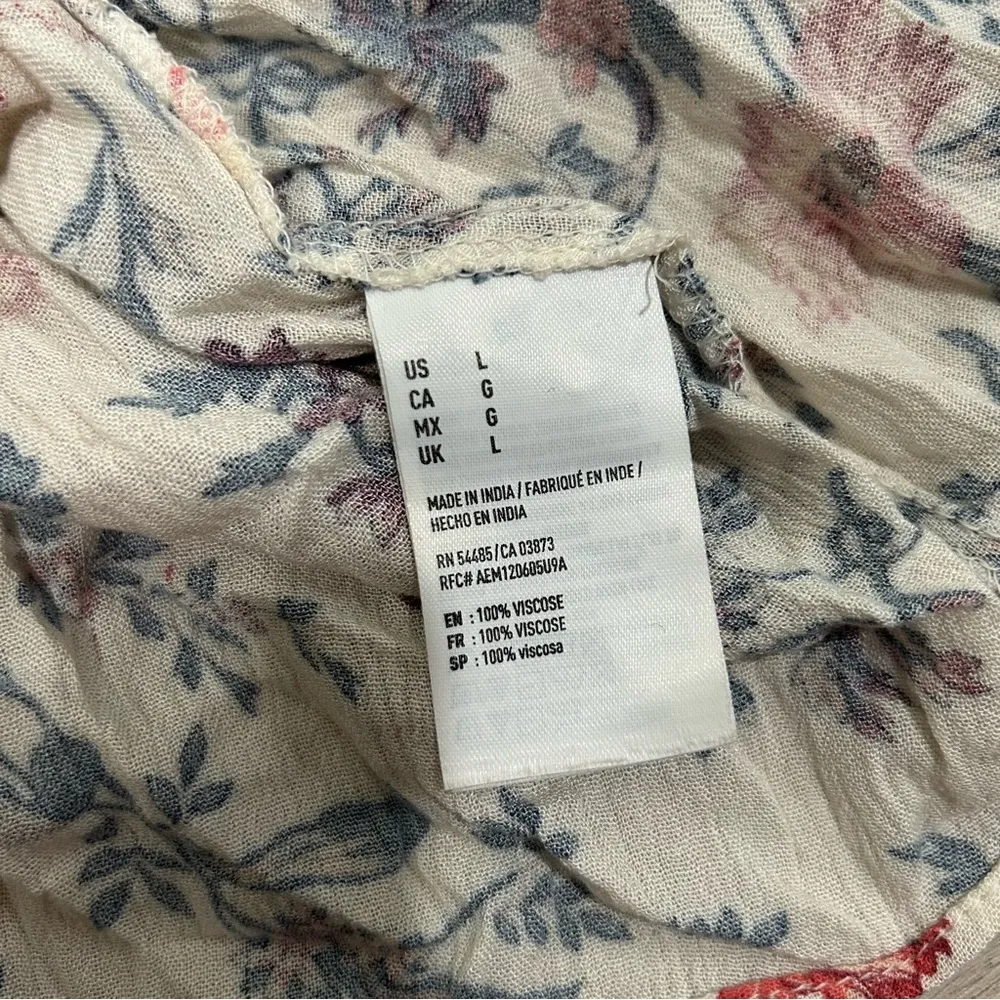 US L
CA G
MX G
UK L
MADE IN INDIA / FABRIQUÉ EN INDE /
HECHO EN INDIA
RN 54485 / CA 03873
RFC# AEM120605U9A
EN : 100% VISCOSE
FR : 100% VISCOSE
SP : 100% viscosa